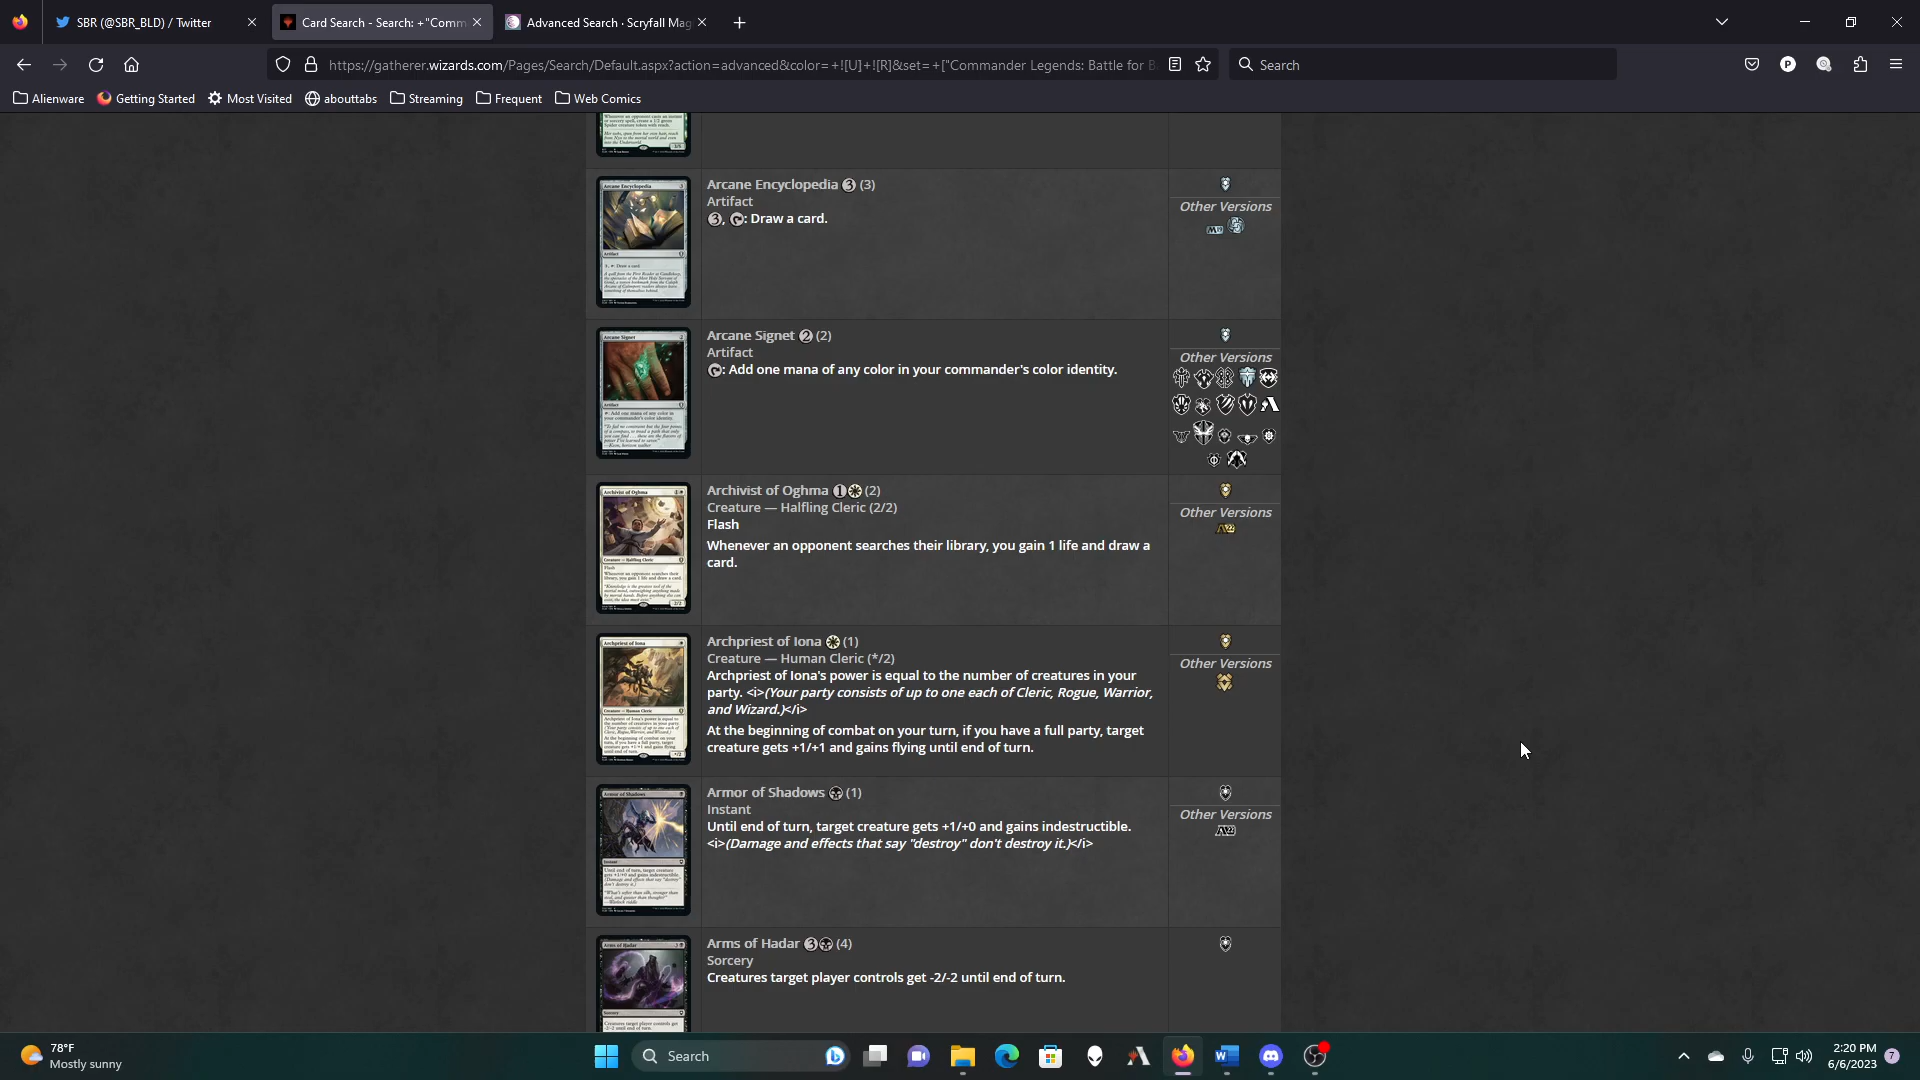 SBR (@SBR_BLD) / Twitter
Card Search - Search: +"Comm
Advanced Search · Scryfall Mag
https://gatherer.wizards.com/Pages/Search/Default.aspx?action=advanced&color=+![U]+![R]&set=+["Commander Legends: Battle for B
Search
Alienware
Getting Started
Most Visited
abouttabs
Streaming
Frequent
Web Comics
Arcane Encyclopedia 3 (3)
Artifact
3, : Draw a card.
Other Versions
Arcane Signet 2 (2)
Artifact
: Add one mana of any color in your commander's color identity.
Other Versions
Archivist of Oghma 1 (2)
Creature — Halfling Cleric (2/2)
Flash
Whenever an opponent searches their library, you gain 1 life and draw a
card.
Other Versions
Archpriest of Iona (1)
Creature — Human Cleric (*/2)
Archpriest of Iona's power is equal to the number of creatures in your
party. <i>(Your party consists of up to one each of Cleric, Rogue, Warrior,
and Wizard.)</i>
At the beginning of combat on your turn, if you have a full party, target
creature gets +1/+1 and gains flying until end of turn.
Other Versions
Armor of Shadows (1)
Instant
Until end of turn, target creature gets +1/+0 and gains indestructible.
<i>(Damage and effects that say "destroy" don't destroy it.)</i>
Other Versions
Arms of Hadar 3 (4)
Sorcery
Creatures target player controls get -2/-2 until end of turn.
78°F
Mostly sunny
Search
2:20 PM
6/6/2023
7